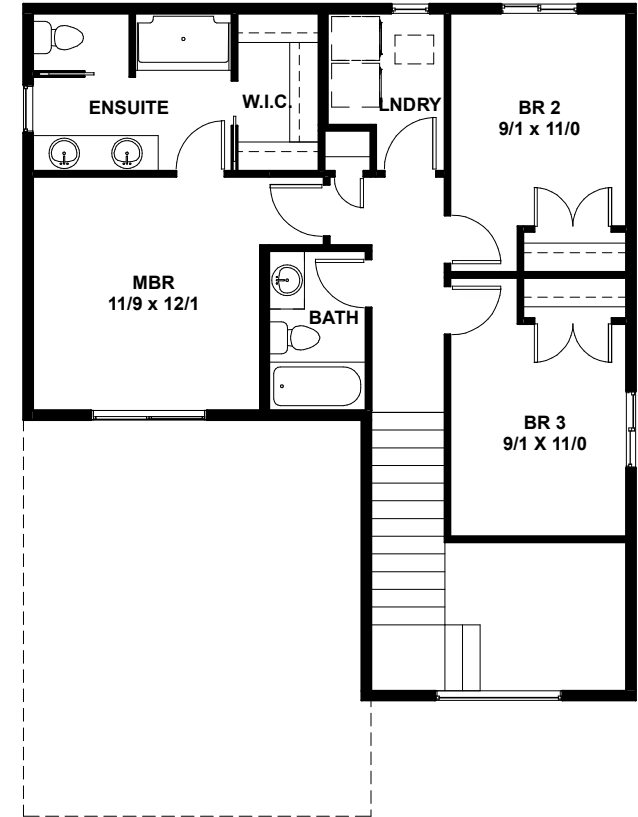 ENSUITE
W.I.C.
LNDRY
BR 2
9/1 x 11/0
MBR
11/9 x 12/1
BATH
BR 3
9/1 X 11/0